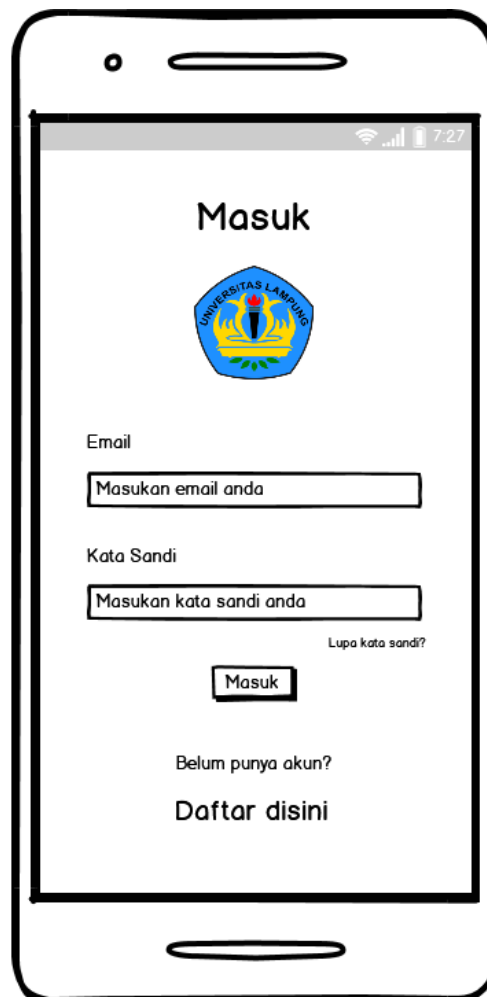 7:27
Masuk
UNIVERSITAS LAMPUNG
Email
Masukan email anda
Kata Sandi
Masukan kata sandi anda
Lupa kata sandi?
Masuk
Belum punya akun?
Daftar disini